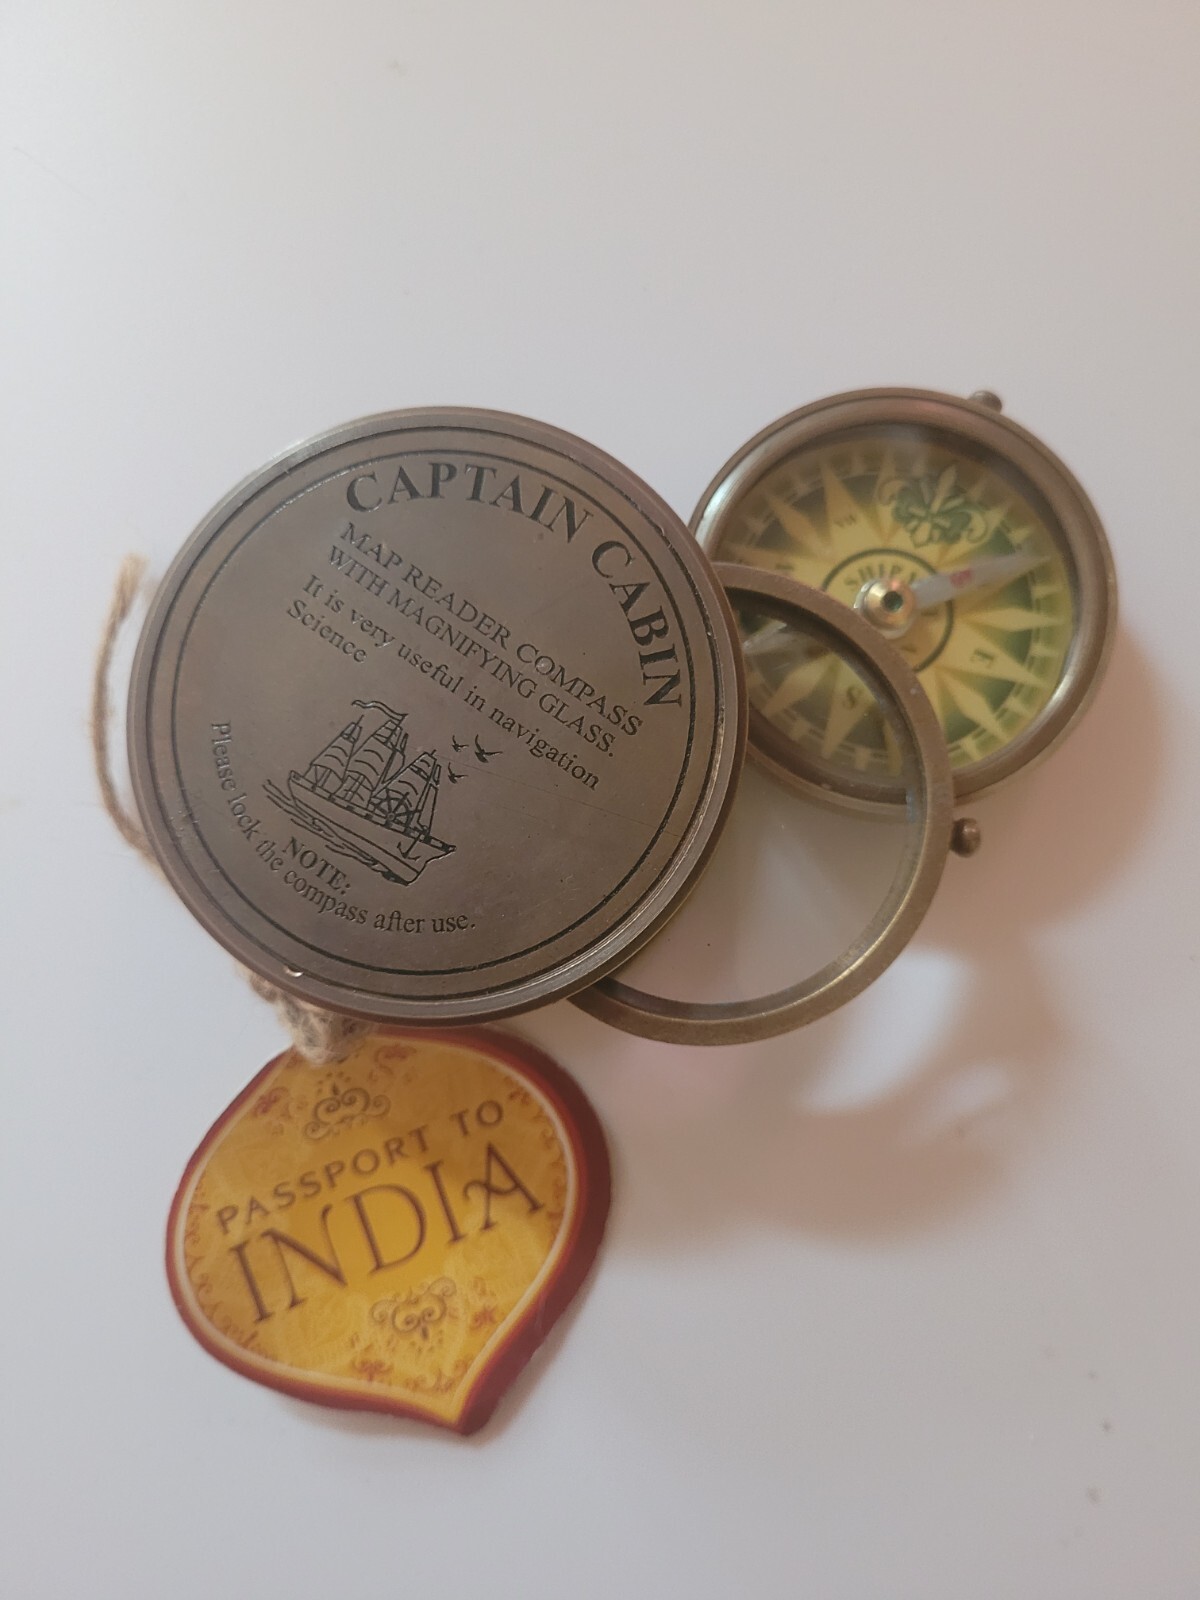 CAPTAIN CABIN
MAP READER COMPASS
WITH MAGNIFYING GLASS.
It is very useful in navigation
Science
NOTE:
Please lock the compass after use.
E
S
PASSPORT TO
INDIA